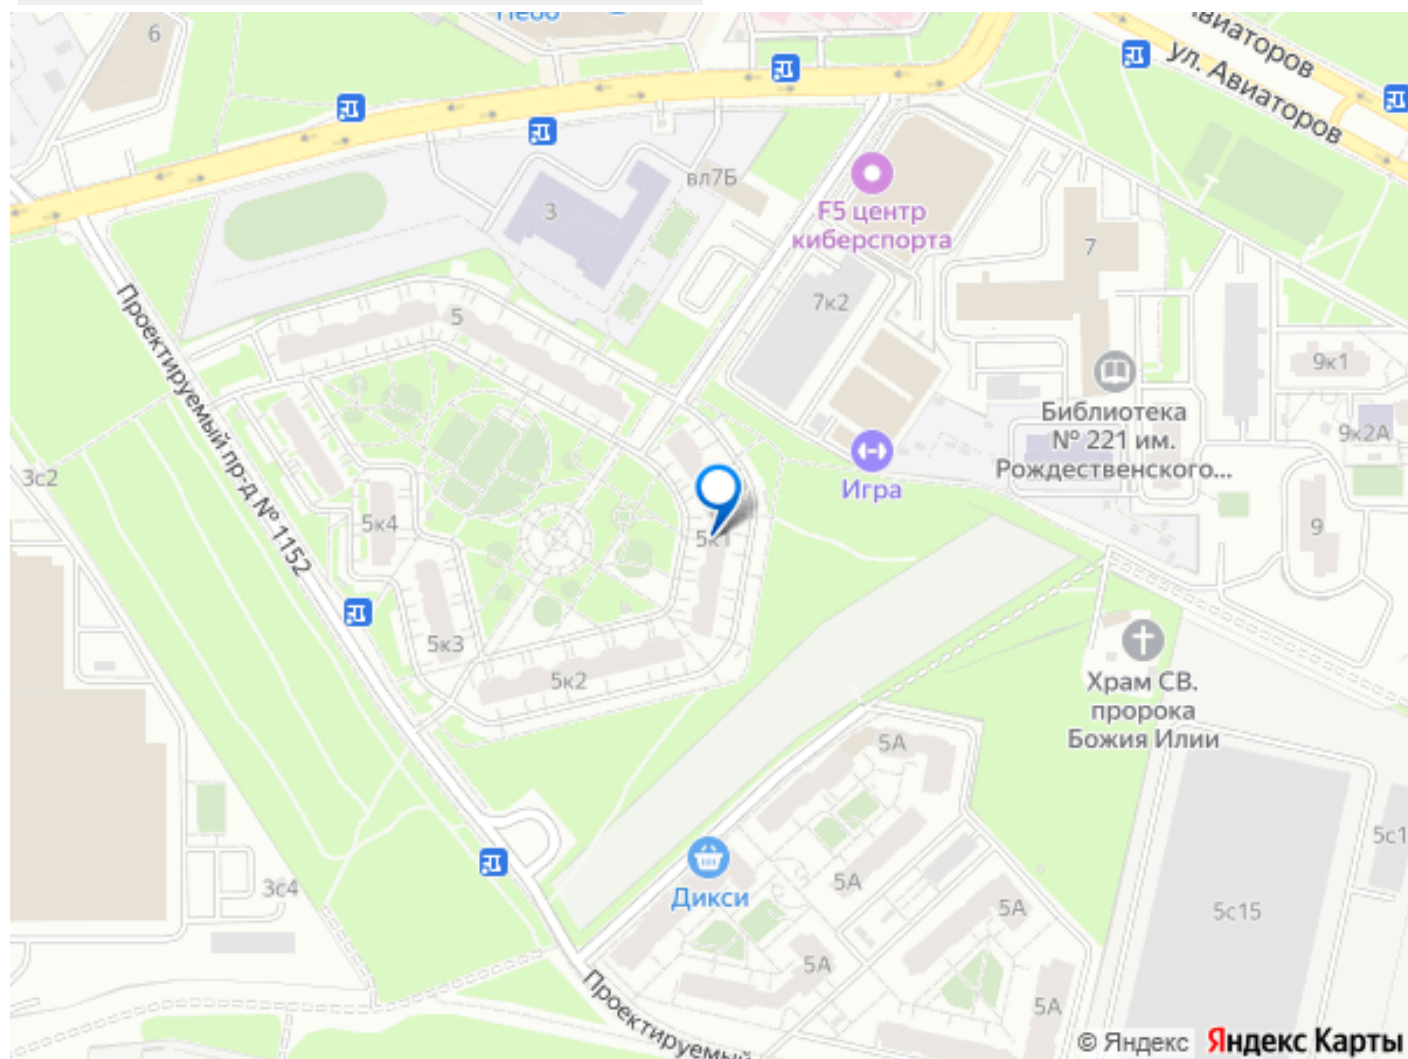 Небо
6
Авиаторов
ул. Авиаторов
вл7Б
3
F5 центр
киберспорта
7
7к2
5
9к1
Библиотека
№ 221 им.
Рождественского...
9к2А
Проектируемый пр-д № 1152
3с2
Игра
5к4
5к1
9
5к3
5к2
Храм СВ.
пророка
Божия Илии
5А
5с1
3с4
Дикси
5А
5А
5с15
5А
5А
Проектируемый
© Яндекс Яндекс Карты